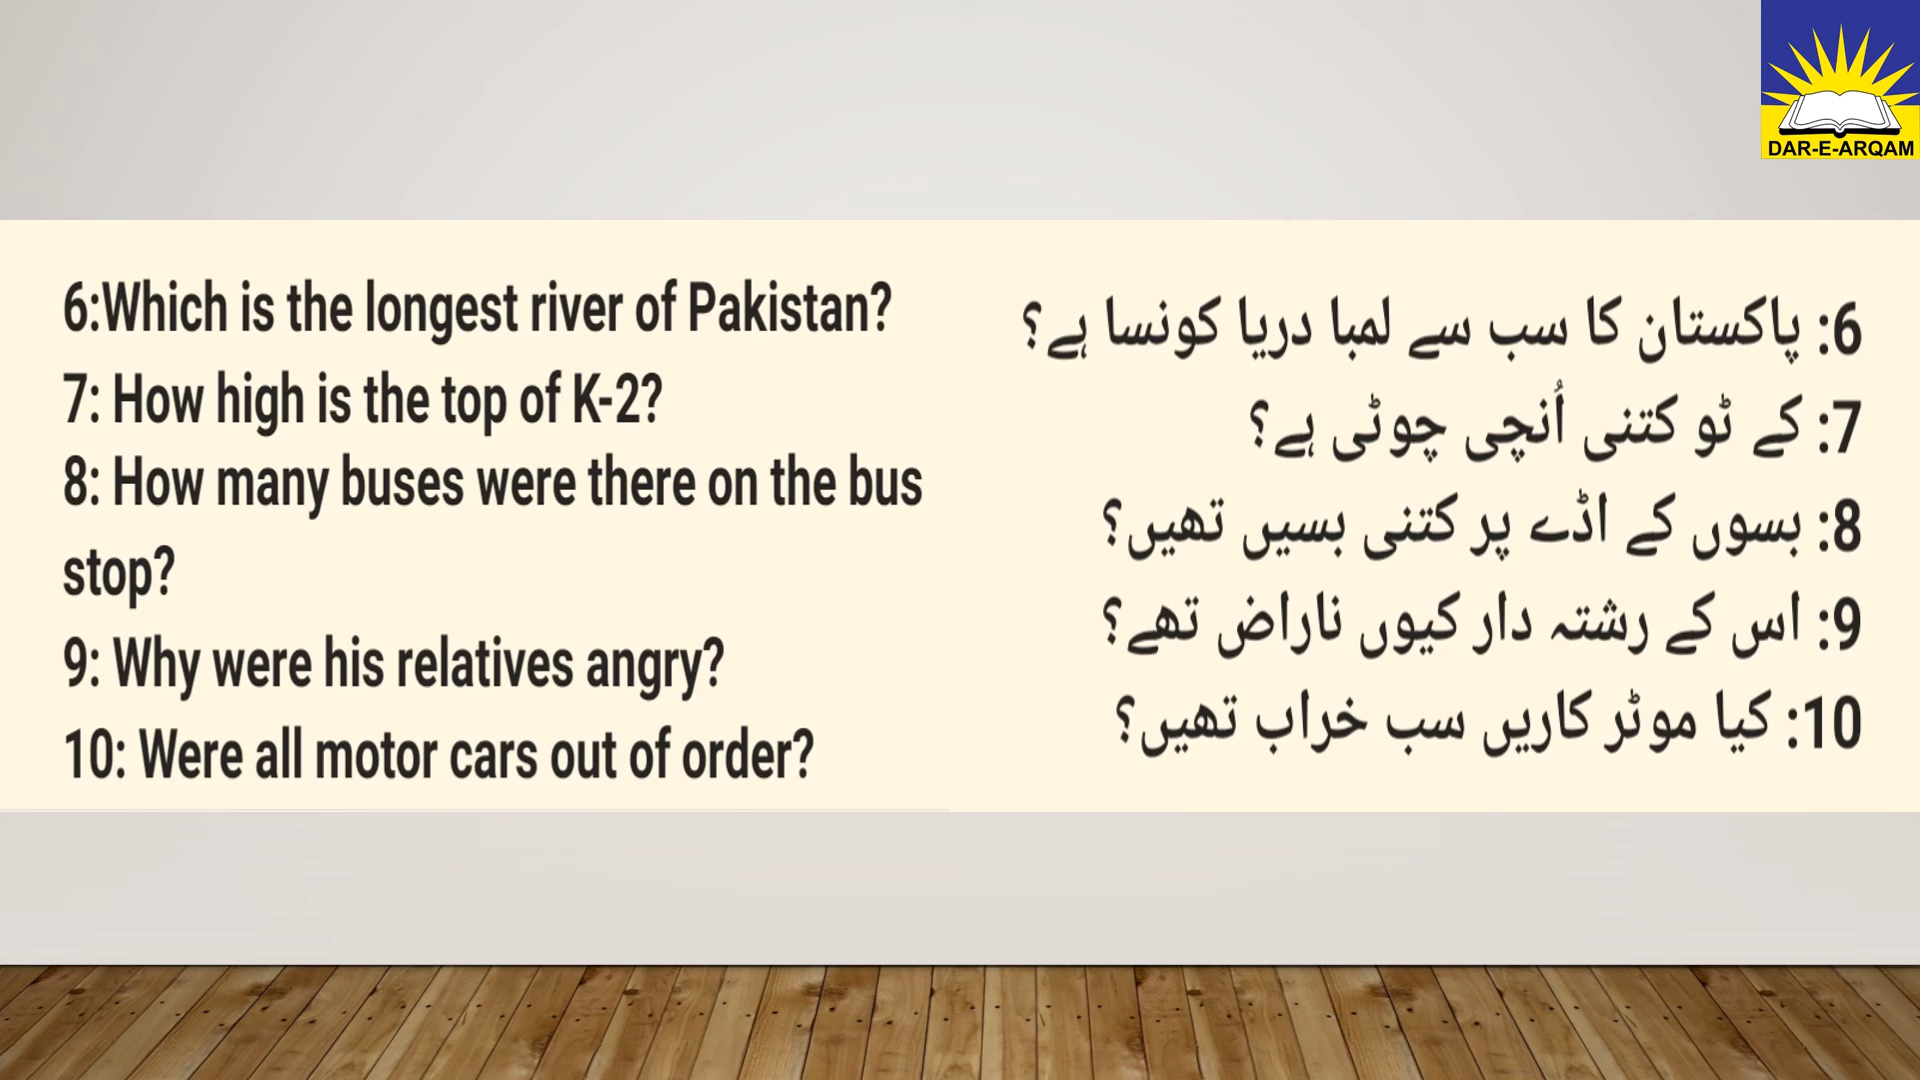 DAR-E-ARQAM
6:Which is the longest river of Pakistan?
7: How high is the top of K-2?
8: How many buses were there on the bus
stop?
9: Why were his relatives angry?
10: Were all motor cars out of order?
6: پاکستان کا سب سے لمبا دریا کونسا ہے؟
7: کے ٹو کتنی اُنچی چوٹی ہے؟
8: بسوں کے اڈے پر کتنی بسیں تھیں؟
9: اس کے رشتہ دار کیوں ناراض تھے؟
10: کیا موٹر کاریں سب خراب تھیں؟